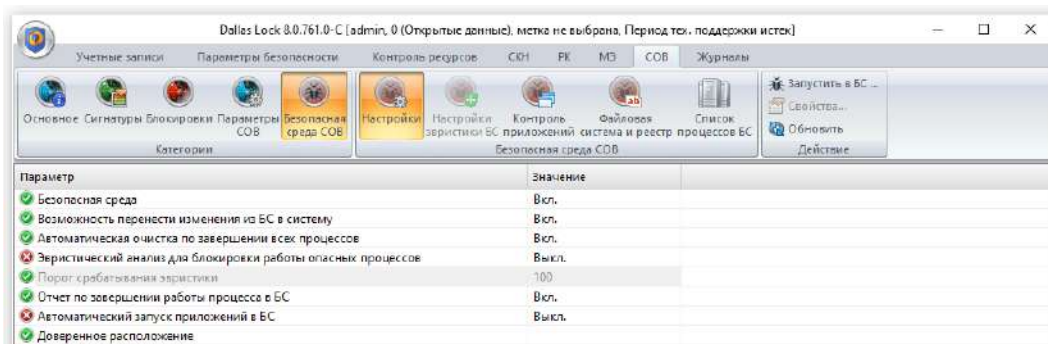 Dallas Lock 8.0.761.0-C [admin, 0 (Открытые данные), метка не выбрана, Период тех. поддержки истек]
Учетные записи Параметры безопасности Контроль ресурсов СКН РК МЭ СОВ Журналы
Основное Сигнатуры Блокировки Параметры СОВ Безопасная среда СОВ
Настройки Настройки эвристики БС Контроль приложений Файловая система и реестр Список процессов БС
Запустить в БС ...
Свойства...
Обновить
Категории Безопасная среда СОВ Действие
Параметр Значение
Безопасная среда Вкл.
Возможность перенести изменения из БС в систему Вкл.
Автоматическая очистка по завершении всех процессов Вкл.
Эвристический анализ для блокировки работы опасных процессов Выкл.
Порог срабатывания эвристики 100
Отчет по завершении работы процесса в БС Вкл.
Автоматический запуск приложений в БС Выкл.
Доверенное расположение